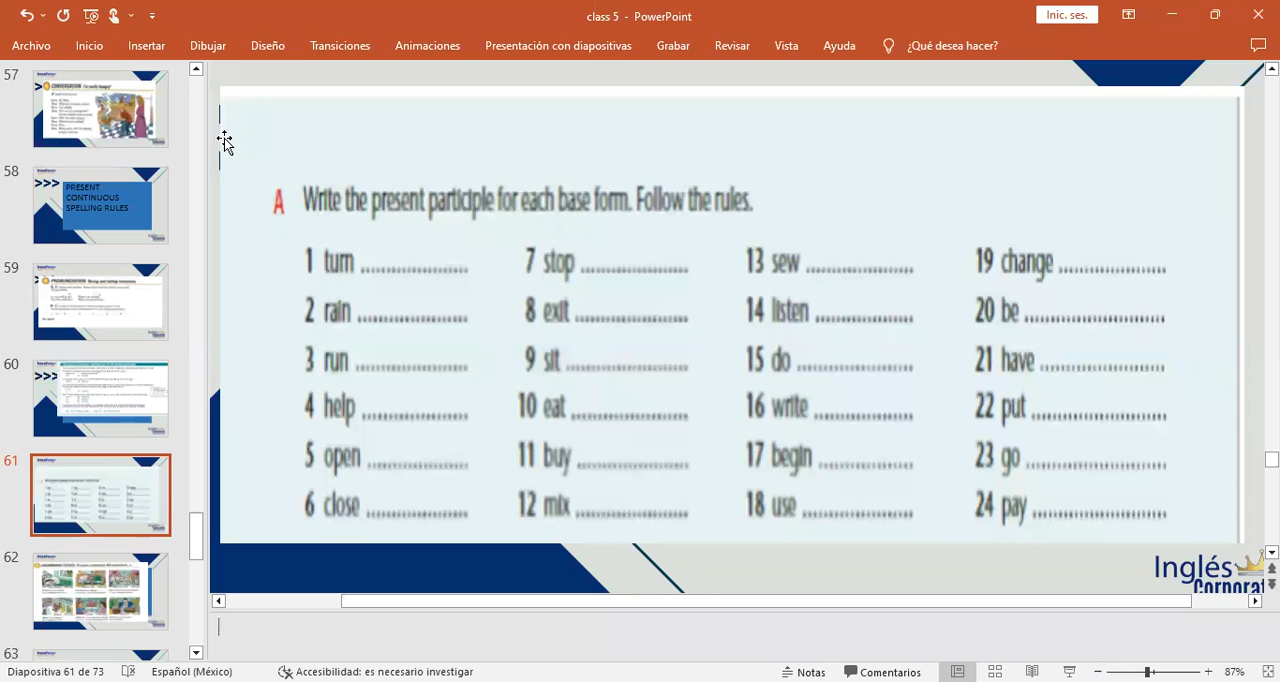 class 5 - PowerPoint
Inic. ses.
Archivo Inicio Insertar Dibujar Diseño Transiciones Animaciones Presentación con diapositivas Grabar Revisar Vista Ayuda ¿Qué desea hacer?
57
CONVERSATION
58
>>> PRESENT
CONTINUOUS
SPELLING RULES
59
PRONUNCIATION
60
>>>
61
62
63
A Write the present participle for each base form. Follow the rules.
1 turn .................... 7 stop .................... 13 sew .................... 19 change ....................
2 rain .................... 8 exit .................... 14 listen .................... 20 be ....................
3 run .................... 9 sit .................... 15 do .................... 21 have ....................
4 help .................... 10 eat .................... 16 write .................... 22 put ....................
5 open .................... 11 buy .................... 17 begin .................... 23 go ....................
6 close .................... 12 mix .................... 18 use .................... 24 pay ....................
Inglés
Corporat
Diapositiva 61 de 73 Español (México) Accesibilidad: es necesario investigar Notas Comentarios 87%